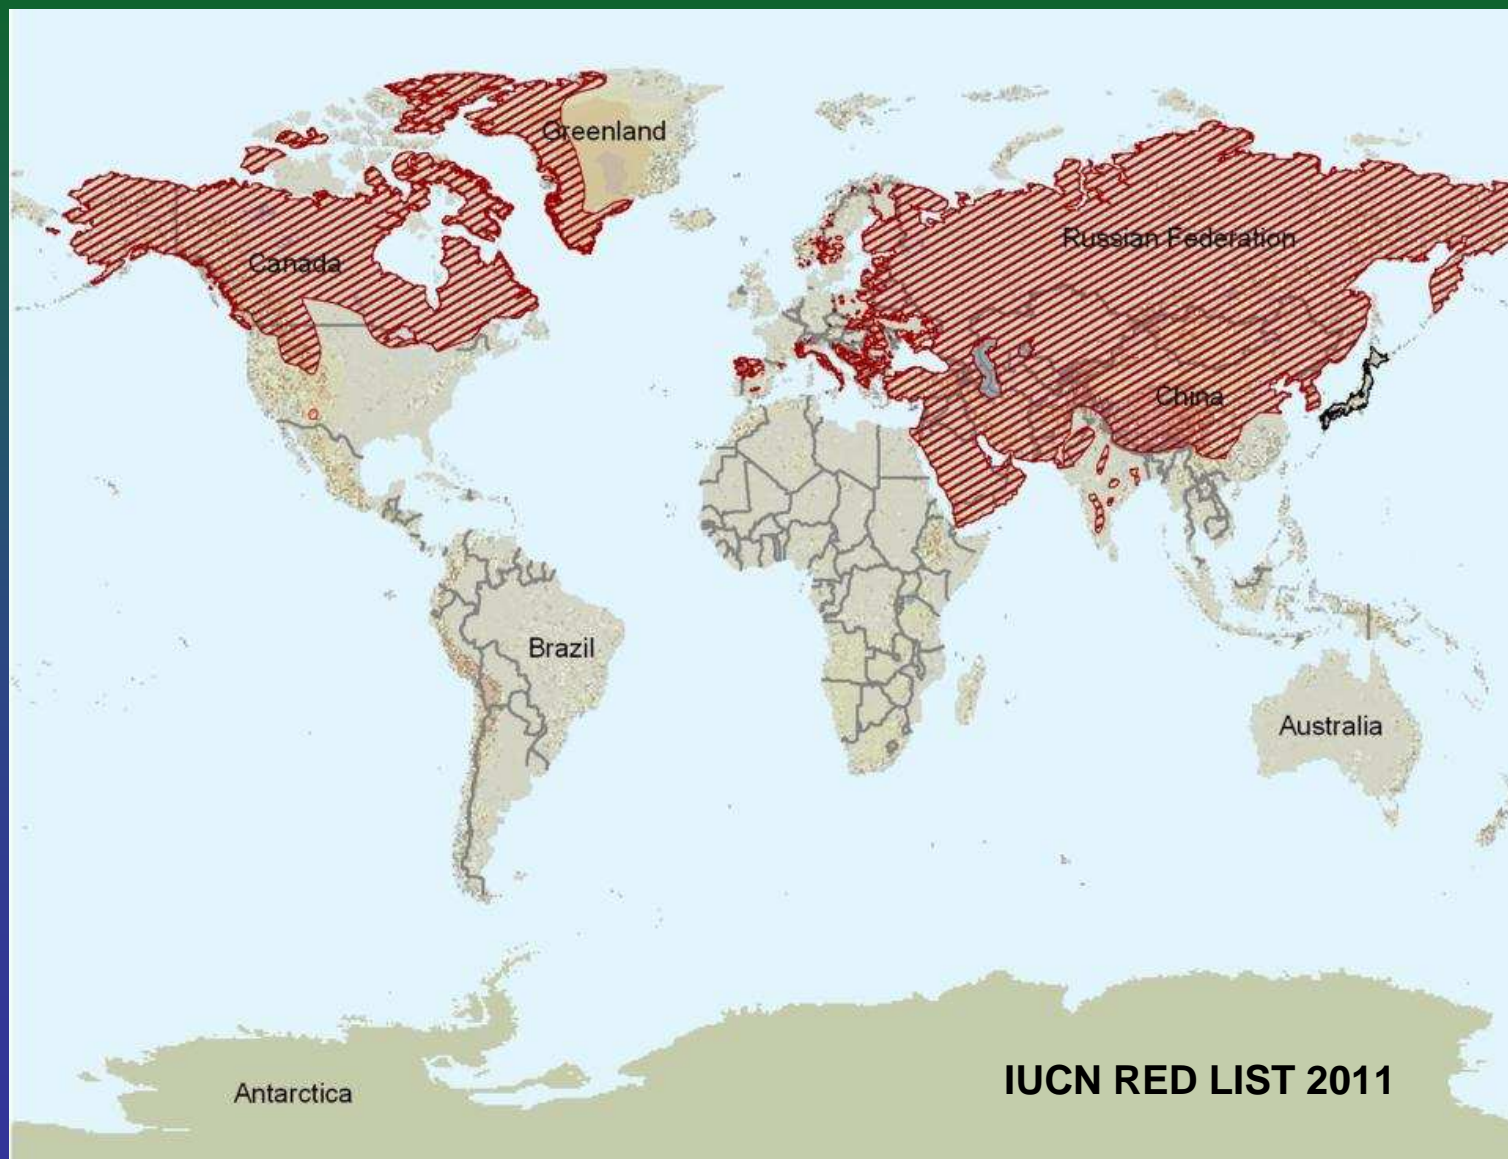 Greenland
Russian Federation
Canada
China
Brazil
Australia
IUCN RED LIST 2011
Antarctica